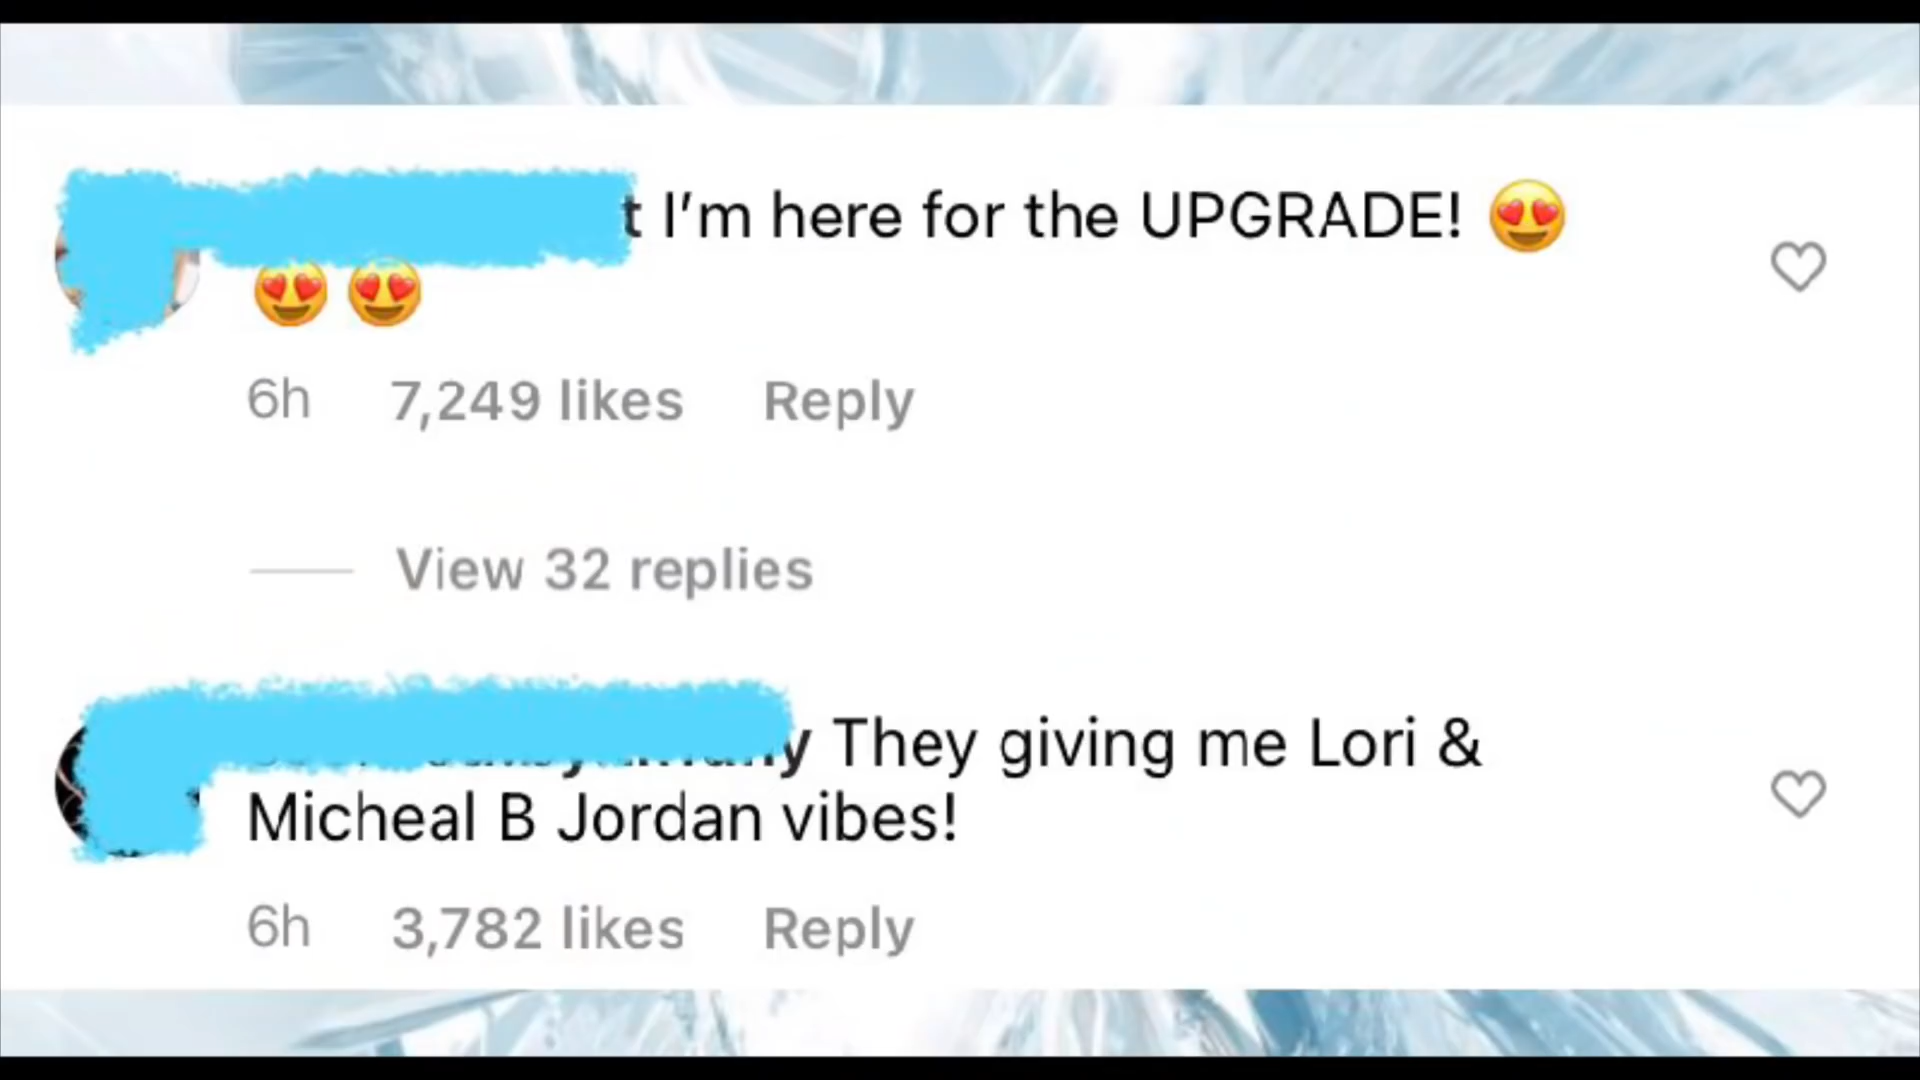 I'm here for the UPGRADE! 😍
😍 😍
6h 7,249 likes Reply
View 32 replies
They giving me Lori &
Micheal B Jordan vibes!
6h 3,782 likes Reply